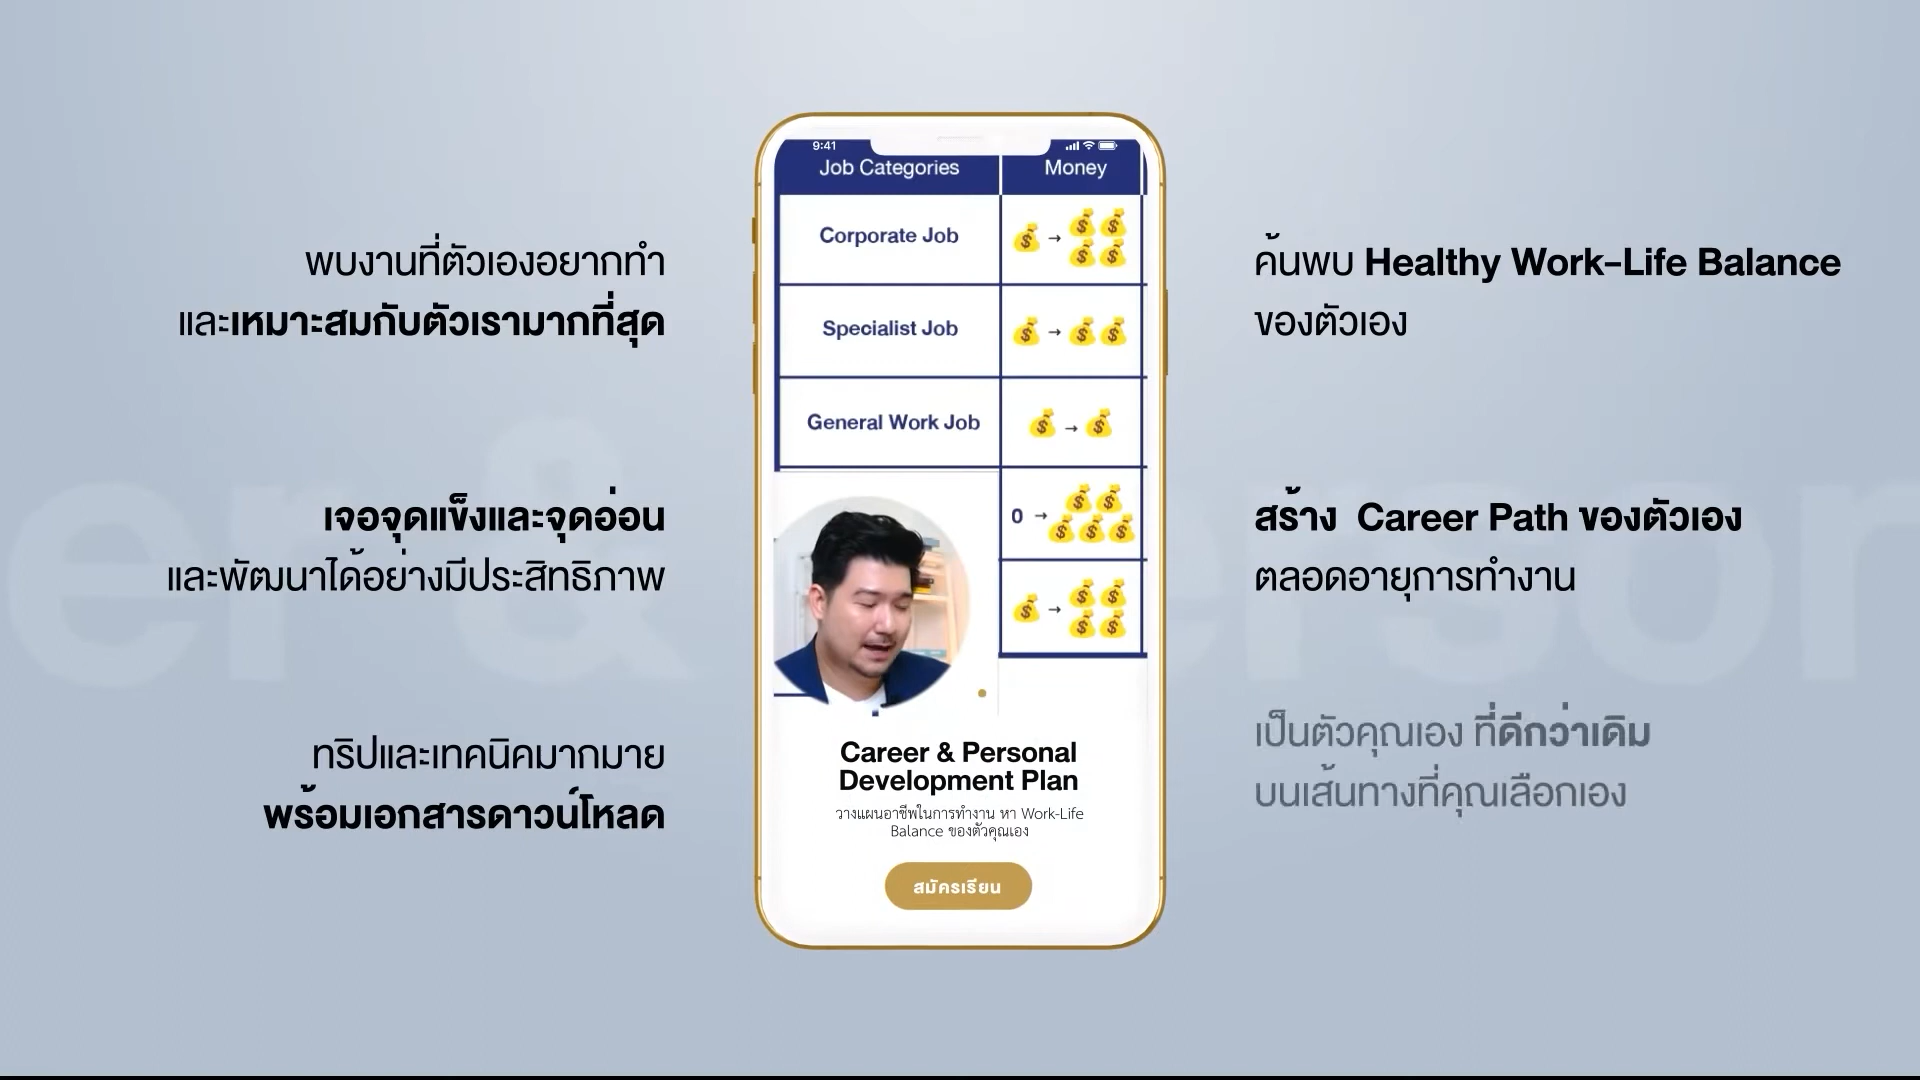 พบงานที่ตัวเองอยากทำ
และเหมาะสมกับตัวเรามากที่สุด
เจอจุดแข็งและจุดอ่อน
และพัฒนาได้อย่างมีประสิทธิภาพ
ทริปและเทคนิคมากมาย
พร้อมเอกสารดาวน์โหลด
9:41
Job Categories Money
Corporate Job
Specialist Job
General Work Job
0 →
Career & Personal
Development Plan
วางแผนอาชีพในการทำงาน หา Work-Life
Balance ของตัวคุณเอง
สมัครเรียน
ค้นพบ Healthy Work-Life Balance
ของตัวเอง
สร้าง Career Path ของตัวเอง
ตลอดอายุการทำงาน
เป็นตัวคุณเอง ที่ดีกว่าเดิม
บนเส้นทางที่คุณเลือกเอง
er & Person